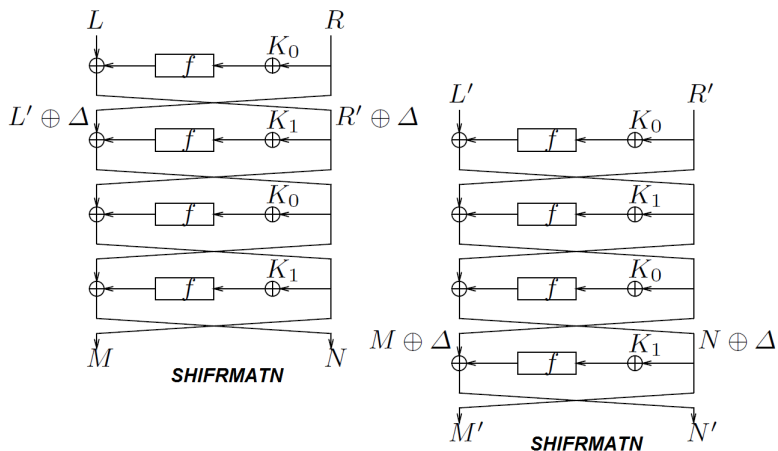 L R
f K₀
L′ ⊕ Δ R′ ⊕ Δ
f K₁
f K₀
f K₁
M N
SHIFRMATN
L′ R′
f K₀
f K₁
f K₀
M ⊕ Δ N ⊕ Δ
f K₁
M′ N′
SHIFRMATN